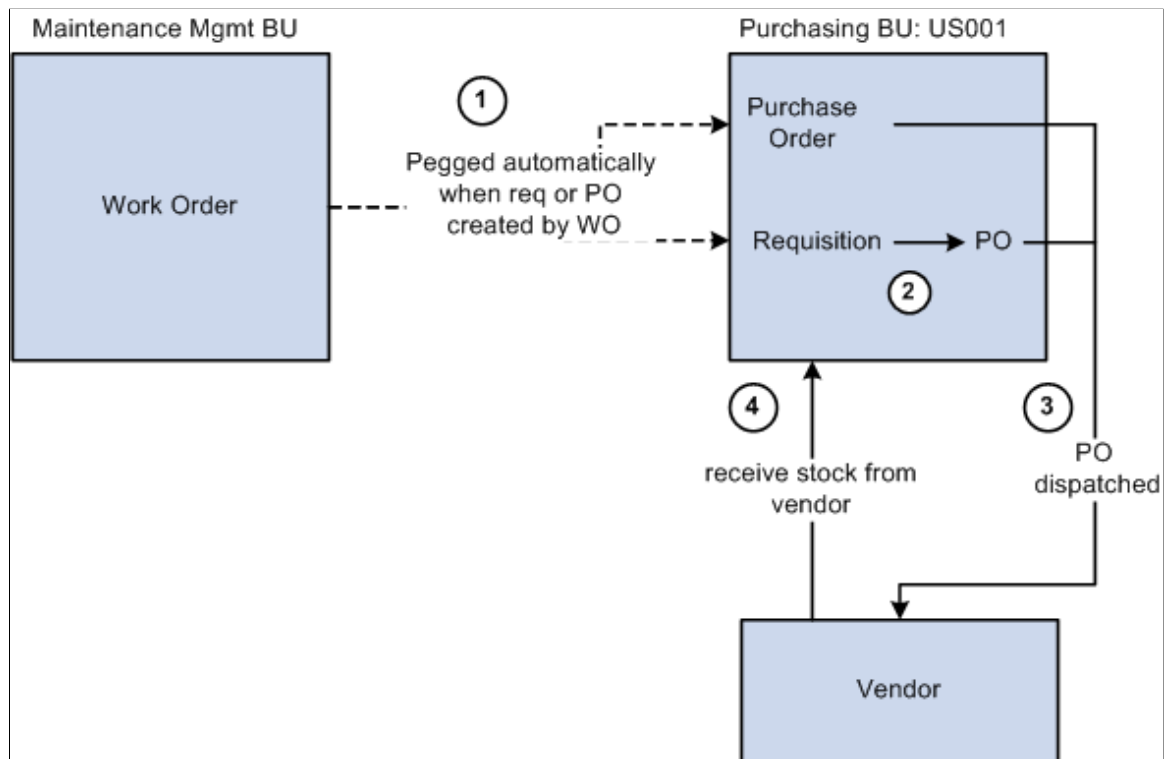 Maintenance Mgmt BU
Purchasing BU: US001
1
Purchase
Order
Pegged automatically
when req or PO
created by WO
Work Order
Requisition
PO
2
4
3
receive stock from
vendor
PO
dispatched
Vendor